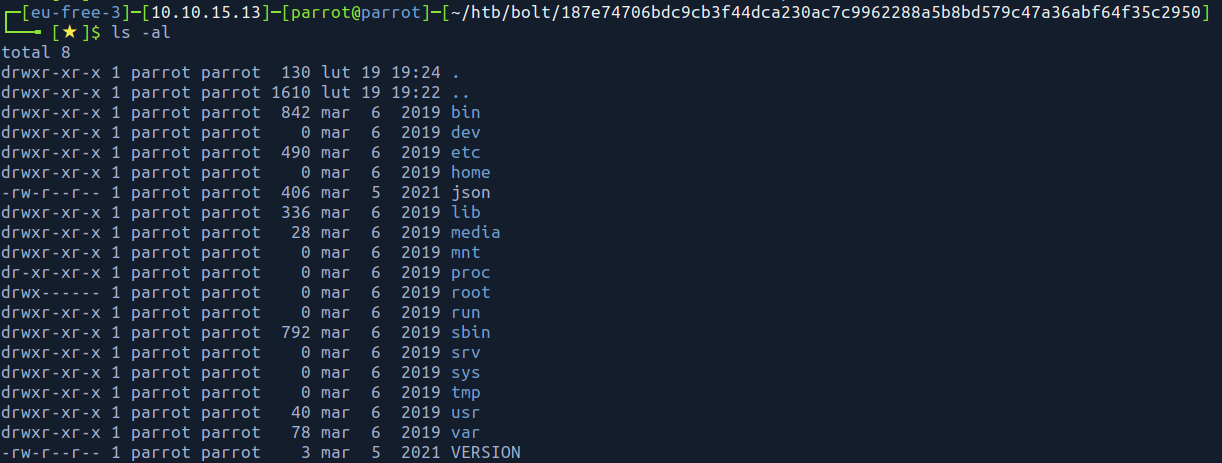 ┌─[eu-free-3]─[10.10.15.13]─[parrot@parrot]─[~/htb/bolt/187e74706bdc9cb3f44dca230ac7c9962288a5b8bd579c47a36abf64f35c2950]
└──╼ [★]$ ls -al
total 8
drwxr-xr-x 1 parrot parrot  130 lut 19 19:24 .
drwxr-xr-x 1 parrot parrot 1610 lut 19 19:22 ..
drwxr-xr-x 1 parrot parrot  842 mar  6  2019 bin
drwxr-xr-x 1 parrot parrot    0 mar  6  2019 dev
drwxr-xr-x 1 parrot parrot  490 mar  6  2019 etc
drwxr-xr-x 1 parrot parrot    0 mar  6  2019 home
-rw-r--r-- 1 parrot parrot  406 mar  5  2021 json
drwxr-xr-x 1 parrot parrot  336 mar  6  2019 lib
drwxr-xr-x 1 parrot parrot   28 mar  6  2019 media
drwxr-xr-x 1 parrot parrot    0 mar  6  2019 mnt
dr-xr-xr-x 1 parrot parrot    0 mar  6  2019 proc
drwx------ 1 parrot parrot    0 mar  6  2019 root
drwxr-xr-x 1 parrot parrot    0 mar  6  2019 run
drwxr-xr-x 1 parrot parrot  792 mar  6  2019 sbin
drwxr-xr-x 1 parrot parrot    0 mar  6  2019 srv
drwxr-xr-x 1 parrot parrot    0 mar  6  2019 sys
drwxr-xr-x 1 parrot parrot    0 mar  6  2019 tmp
drwxr-xr-x 1 parrot parrot   40 mar  6  2019 usr
drwxr-xr-x 1 parrot parrot   78 mar  6  2019 var
-rw-r--r-- 1 parrot parrot    3 mar  5  2021 VERSION